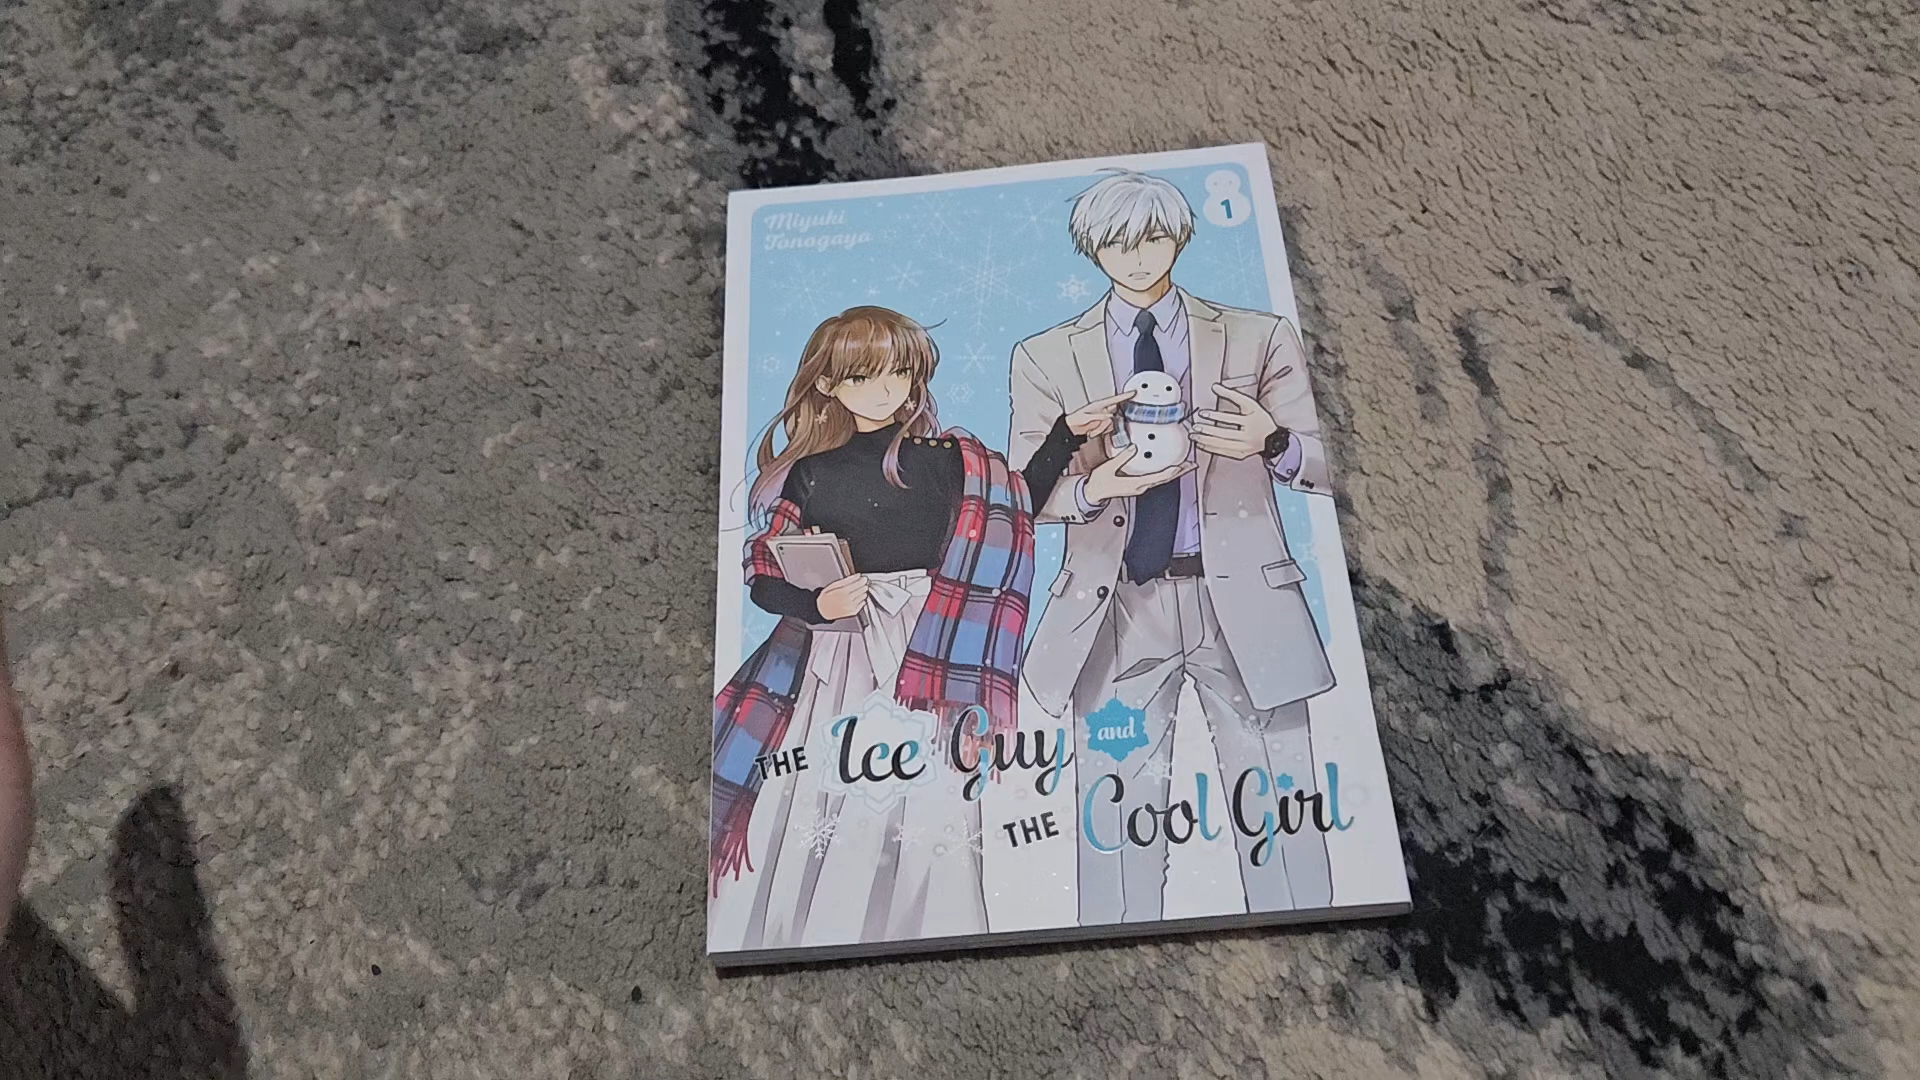 Miyuki
Tonogaya
1
THE Ice Guy and
THE Cool Girl